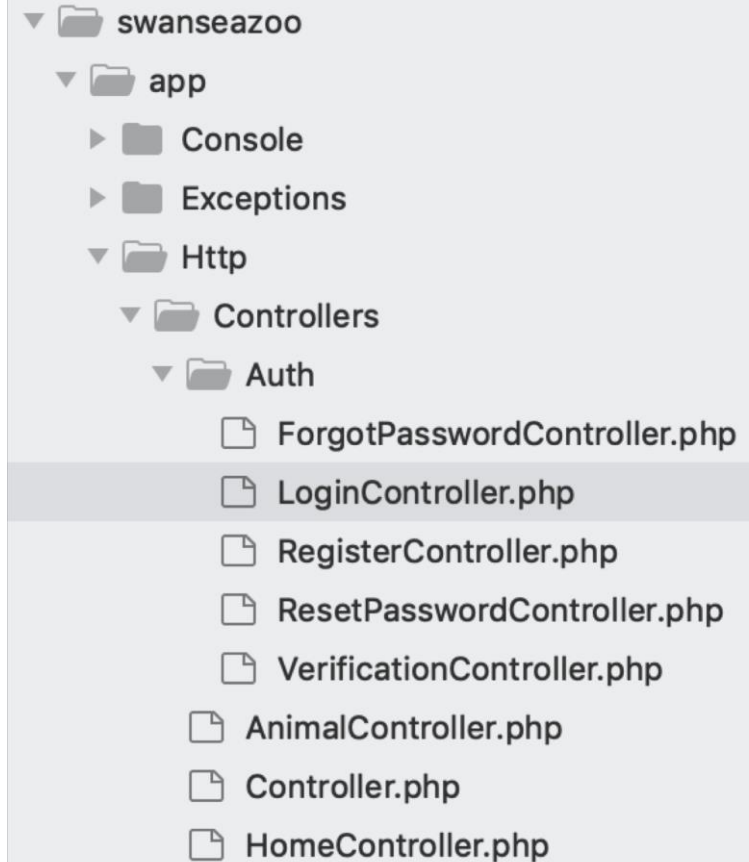 swanseazoo
app
Console
Exceptions
Http
Controllers
Auth
ForgotPasswordController.php
LoginController.php
RegisterController.php
ResetPasswordController.php
VerificationController.php
AnimalController.php
Controller.php
HomeController.php